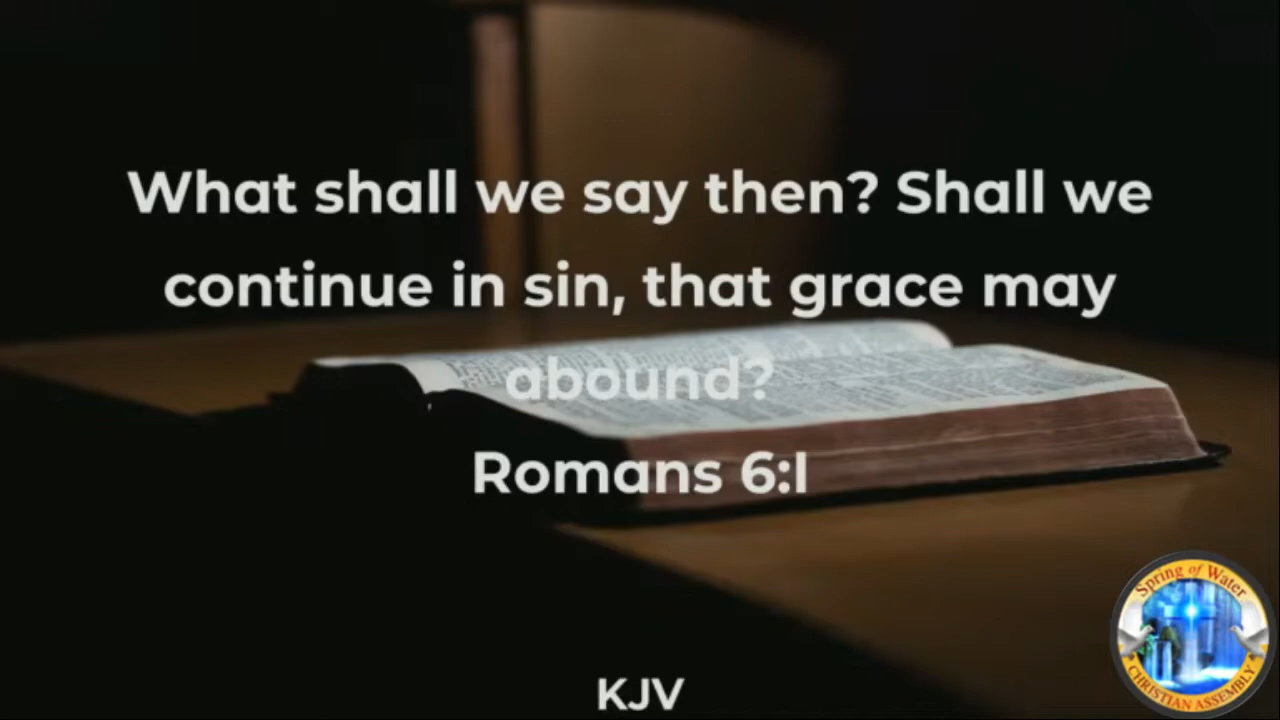 What shall we say then? Shall we
continue in sin, that grace may
abound?
Romans 6:I
KJV
Spring of Water
CHRISTIAN ASSEMBLY